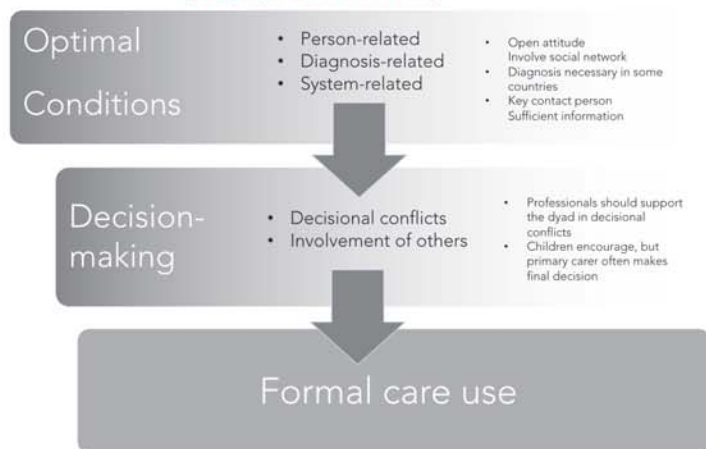 Optimal
Conditions
• Person-related
• Diagnosis-related
• System-related
• Open attitude
Involve social network
• Diagnosis necessary in some
countries
• Key contact person
Sufficient information
Decision-
making
• Decisional conflicts
• Involvement of others
• Professionals should support
the dyad in decisional
conflicts
• Children encourage, but
primary carer often makes
final decision
Formal care use